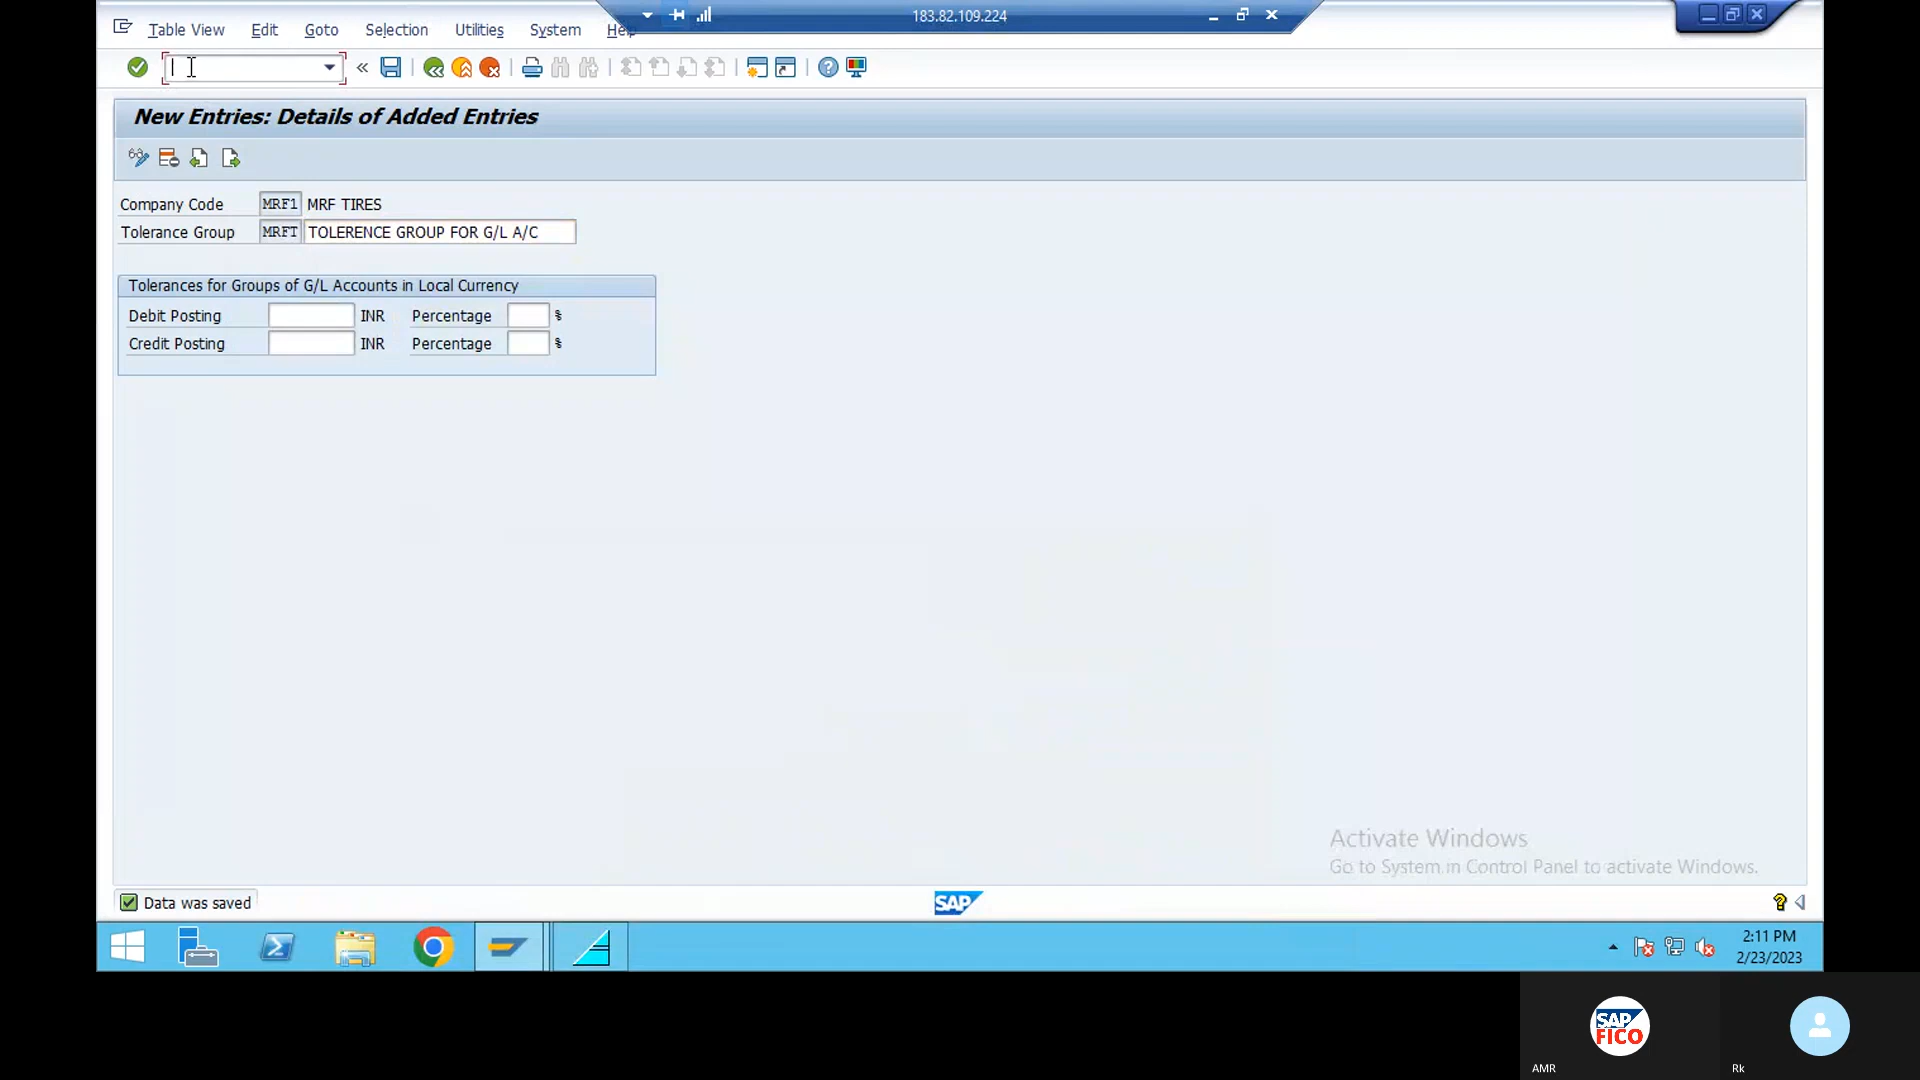 183.82.109.224
Table View Edit Goto Selection Utilities System Help
New Entries: Details of Added Entries
Company Code MRF1 MRF TIRES
Tolerance Group MRFT TOLERENCE GROUP FOR G/L A/C
Tolerances for Groups of G/L Accounts in Local Currency
Debit Posting INR Percentage %
Credit Posting INR Percentage %
Activate Windows
Go to System in Control Panel to activate Windows.
Data was saved
SAP
2:11 PM
2/23/2023
SAP
FICO
AMR
Rk